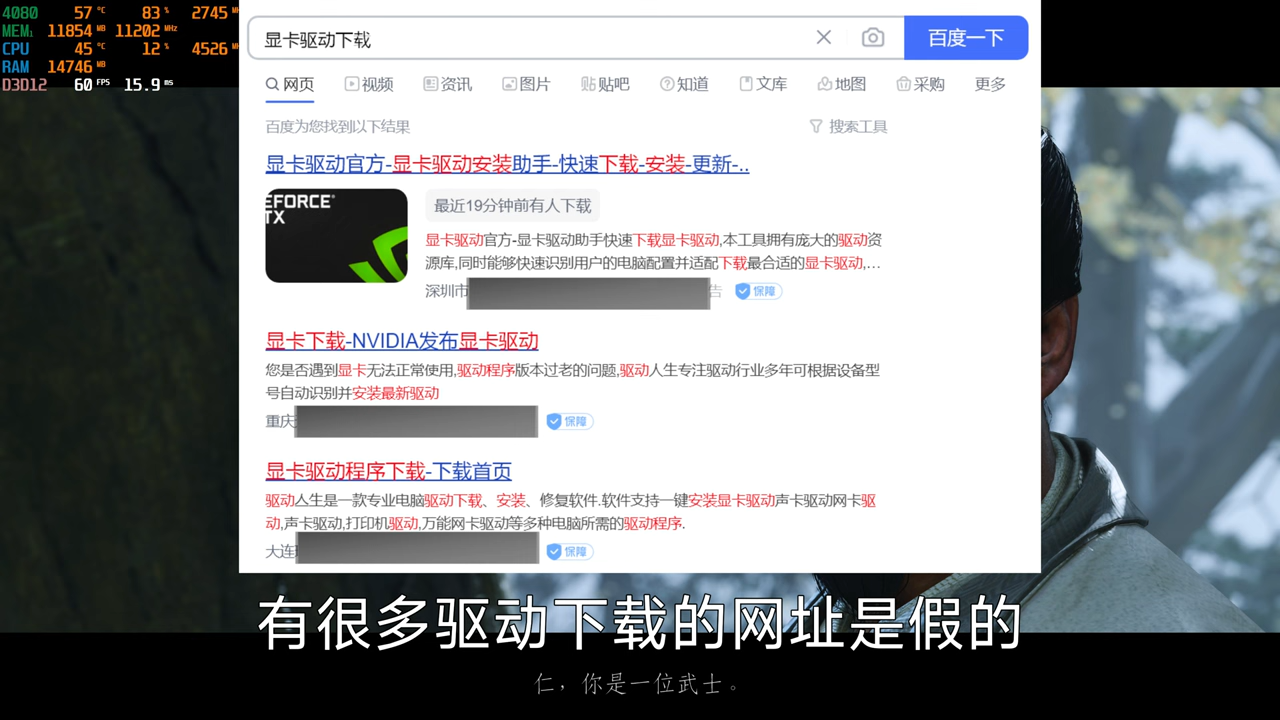 4080 57 °C 83 % 2745 MH
MEM1 11854 MB 11202 MHz
CPU 45 °C 12 % 4526 MH
RAM 14746 MB
D3D12 60 FPS 15.9 ms
显卡驱动下载
百度一下
网页 视频 资讯 图片 贴吧 知道 文库 地图 采购 更多
百度为您找到以下结果 搜索工具
显卡驱动官方-显卡驱动安装助手-快速下载-安装-更新-..
EFORCE®
TX
最近19分钟前有人下载
显卡驱动官方-显卡驱动助手快速下载显卡驱动,本工具拥有庞大的驱动资
源库,同时能够快速识别用户的电脑配置并适配下载最合适的显卡驱动,…
深圳市 告 保障
显卡下载-NVIDIA发布显卡驱动
您是否遇到显卡无法正常使用,驱动程序版本过老的问题,驱动人生专注驱动行业多年可根据设备型
号自动识别并安装最新驱动
重庆 保障
显卡驱动程序下载-下载首页
驱动人生是一款专业电脑驱动下载、安装、修复软件.软件支持一键安装显卡驱动声卡驱动网卡驱
动,声卡驱动,打印机驱动,万能网卡驱动等多种电脑所需的驱动程序.
大连 保障
有很多驱动下载的网址是假的
仁，你是一位武士。